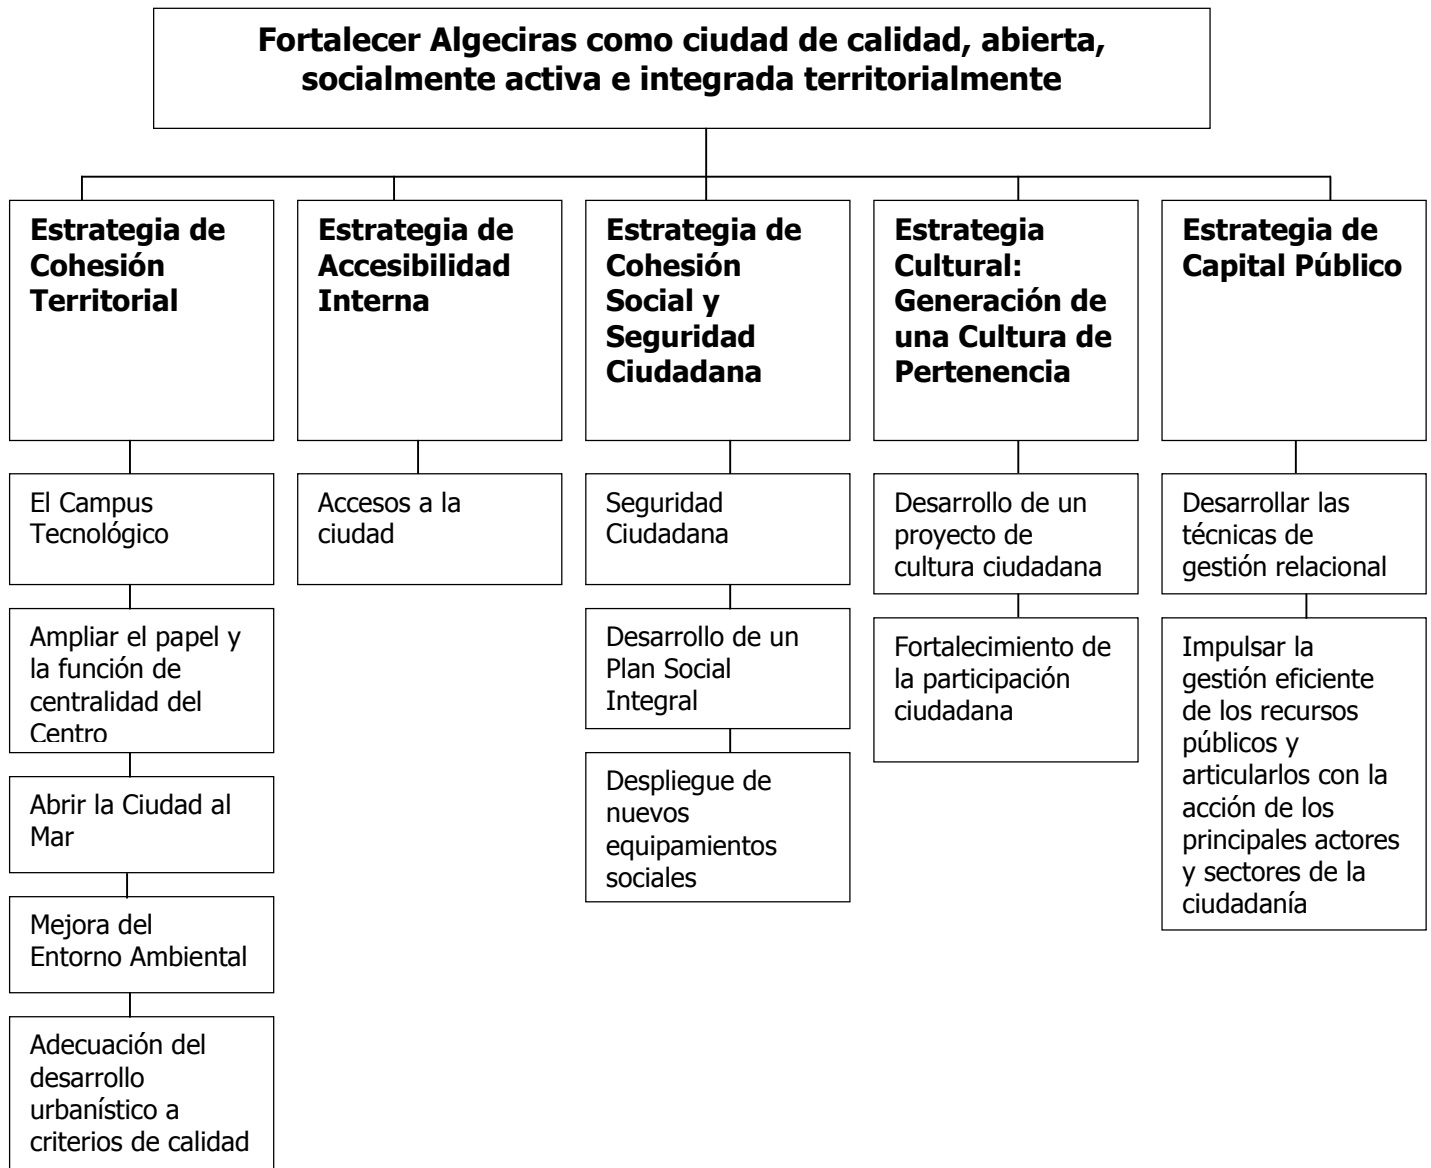 Fortalecer Algeciras como ciudad de calidad, abierta,
socialmente activa e integrada territorialmente
Estrategia de
Cohesión
Territorial
Estrategia de
Accesibilidad
Interna
Estrategia de
Cohesión
Social y
Seguridad
Ciudadana
Estrategia
Cultural:
Generación de
una Cultura de
Pertenencia
Estrategia de
Capital Público
El Campus
Tecnológico
Ampliar el papel y
la función de
centralidad del
Centro
Abrir la Ciudad al
Mar
Mejora del
Entorno Ambiental
Adecuación del
desarrollo
urbanístico a
criterios de calidad
Accesos a la
ciudad
Seguridad
Ciudadana
Desarrollo de un
Plan Social
Integral
Despliegue de
nuevos
equipamientos
sociales
Desarrollo de un
proyecto de
cultura ciudadana
Fortalecimiento de
la participación
ciudadana
Desarrollar las
técnicas de
gestión relacional
Impulsar la
gestión eficiente
de los recursos
públicos y
articularlos con la
acción de los
principales actores
y sectores de la
ciudadanía